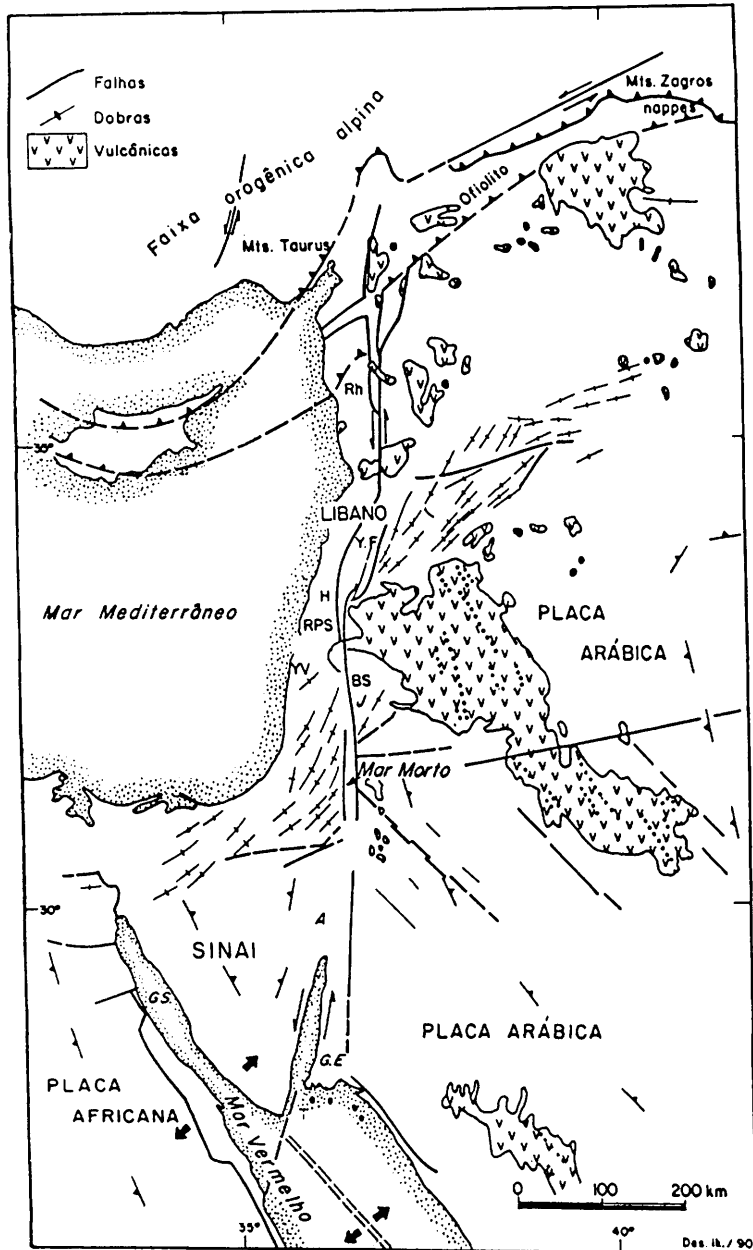 Falhas
Dobras
Vulcânicas
Faixa orogênica alpina
Mts. Zagros
nappes
Ofiolito
Mts. Taurus
Rh
30°
LIBANO
Y.F
H
RPS
Mar Mediterrâneo
PLACA
ARÁBICA
YV
BS
J
Mar Morto
30°
A
SINAI
G.S.
G.E
PLACA ARÁBICA
PLACA
AFRICANA
Mar Vermelho
0 100 200 km
35°
40°
Des. ik./90